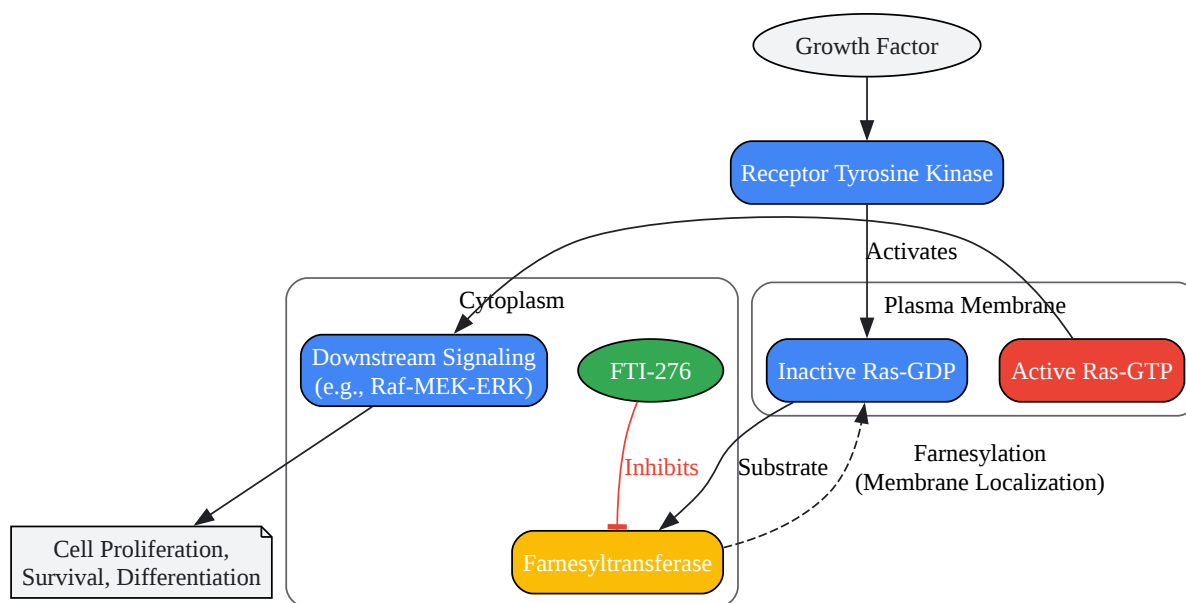 Growth Factor
Receptor Tyrosine Kinase
Activates
Cytoplasm
Plasma Membrane
Downstream Signaling
(e.g., Raf-MEK-ERK)
FTI-276
Inactive Ras-GDP
Active Ras-GTP
Inhibits
Substrate
Farnesylation
(Membrane Localization)
Cell Proliferation,
Survival, Differentiation
Farnesyltransferase